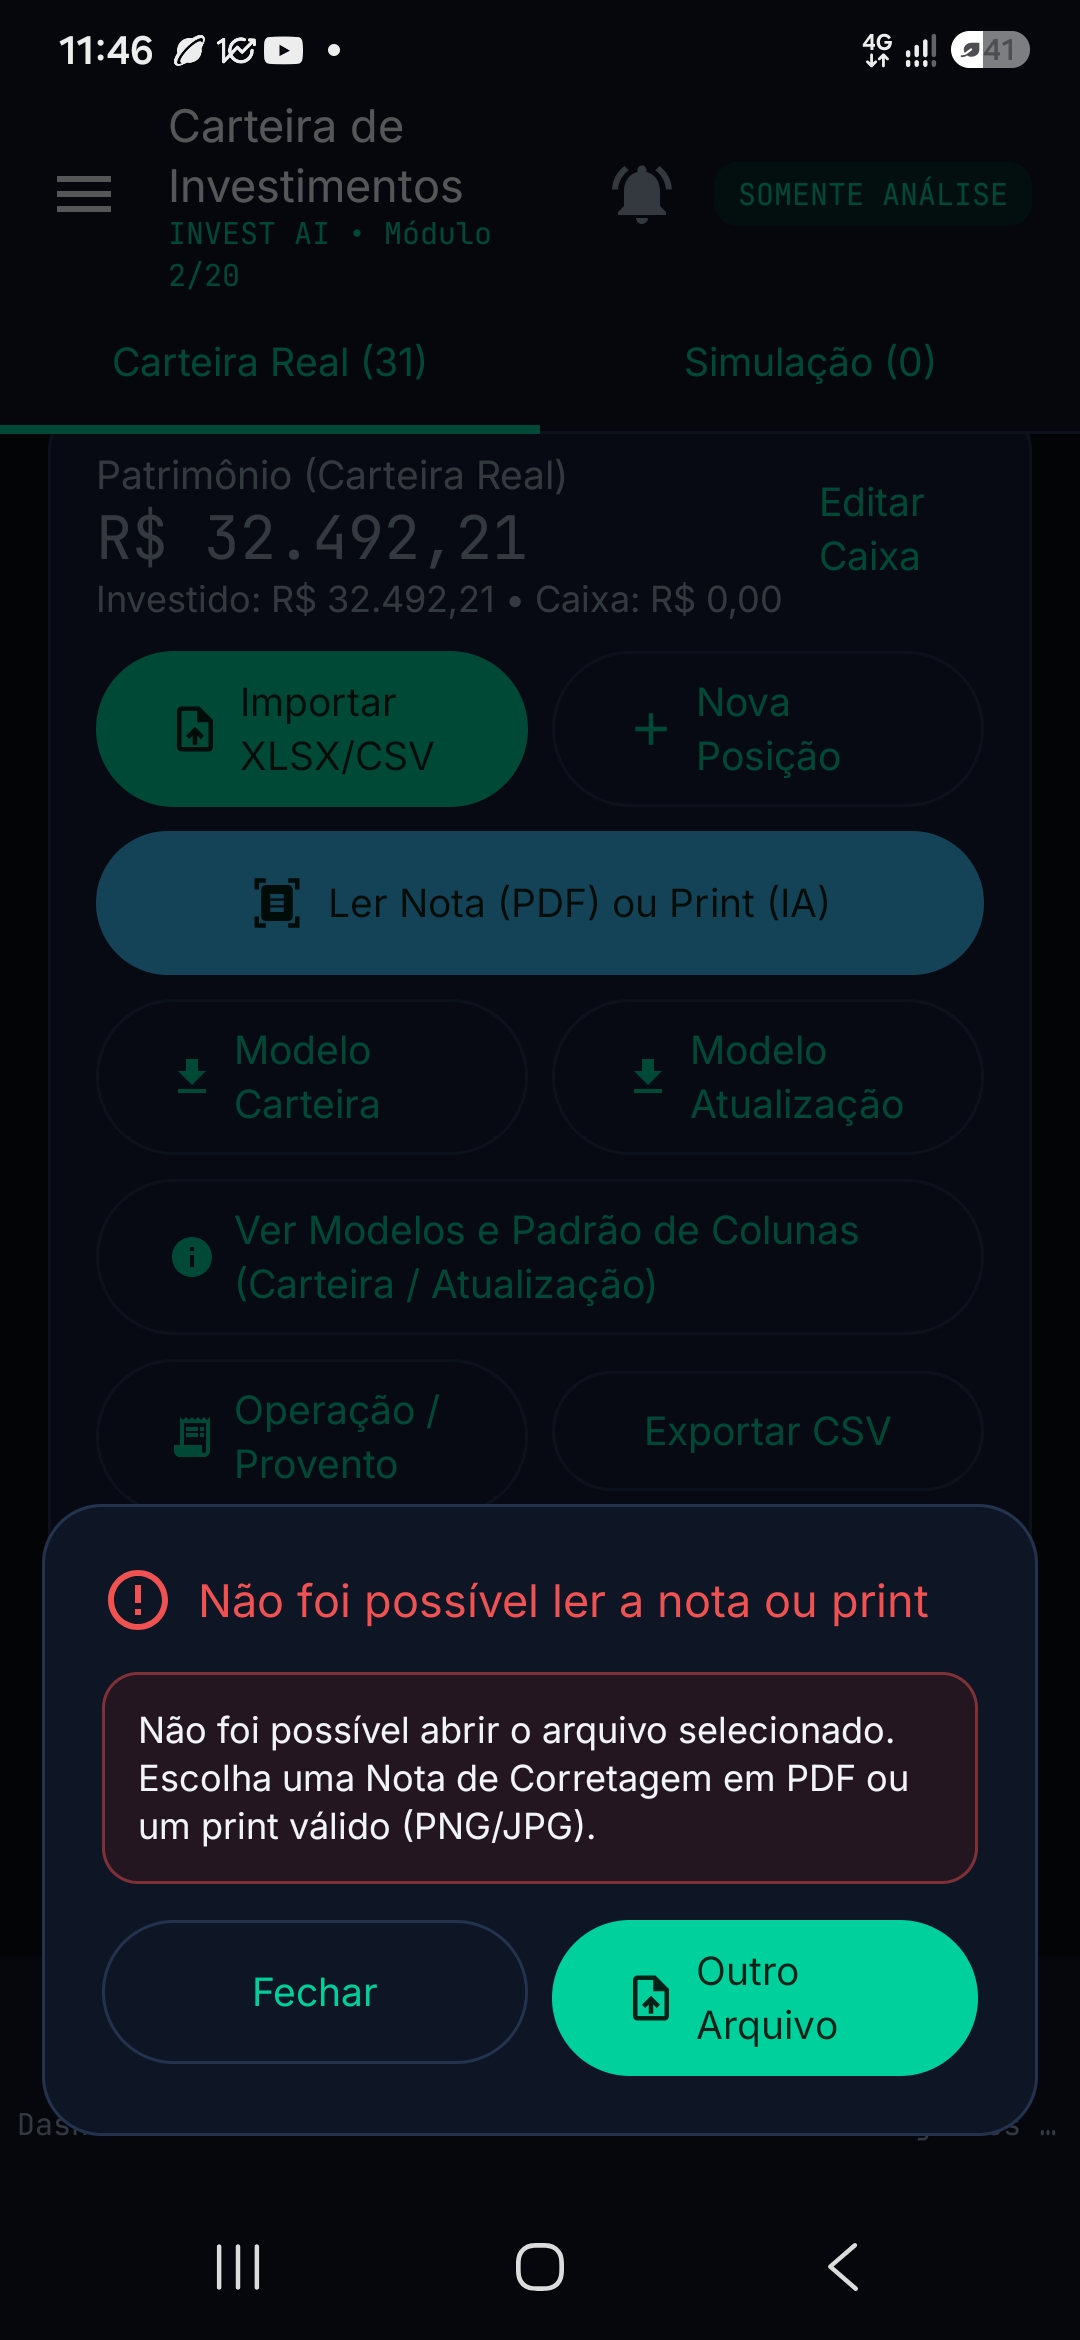 11:46
4G
41
Carteira de
Investimentos
INVEST AI • Módulo
2/20
SOMENTE ANÁLISE
Carteira Real (31)
Simulação (0)
Patrimônio (Carteira Real)
R$ 32.492,21
Investido: R$ 32.492,21 • Caixa: R$ 0,00
Editar
Caixa
Importar
XLSX/CSV
Nova
Posição
Ler Nota (PDF) ou Print (IA)
Modelo
Carteira
Modelo
Atualização
Ver Modelos e Padrão de Colunas
(Carteira / Atualização)
Operação /
Provento
Exportar CSV
Não foi possível ler a nota ou print
Não foi possível abrir o arquivo selecionado.
Escolha uma Nota de Corretagem em PDF ou
um print válido (PNG/JPG).
Fechar
Outro
Arquivo